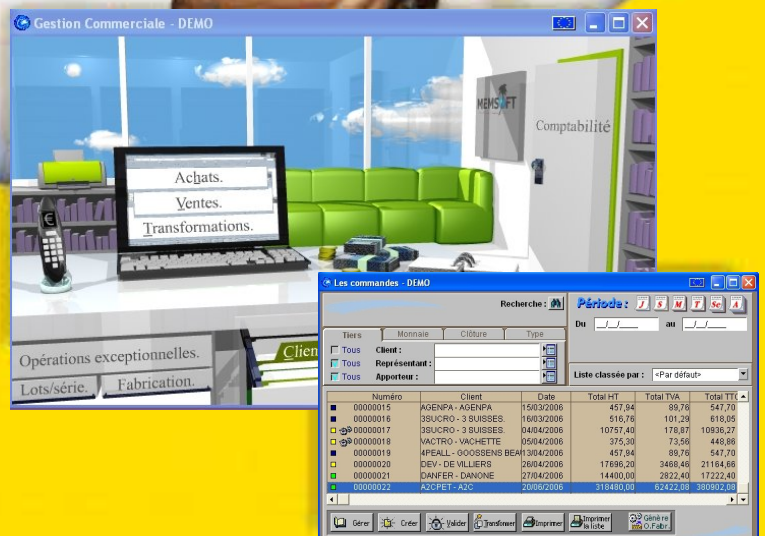 Gestion Commerciale - DEMO
MEMSOFT
Comptabilité
Achats.
Ventes.
Transformations.
€
Opérations exceptionnelles.
Lots/série.
Fabrication.
Clien
Les commandes - DEMO
Recherche :
Période : J S M T Se A
Du __/__/__ au __/__/__
Tiers Monnaie Clôture Type
Tous Client :
Tous Représentant :
Tous Apporteur :
Liste classée par : <Par défaut>
Numéro Client Date Total HT Total TVA Total TTC
00000015 AGENPA - AGENPA 15/03/2006 457,94 89,76 547,70
00000016 3SUCRO - 3 SUISSES. 16/03/2006 516,76 101,29 618,05
00000017 3SUCRO - 3 SUISSES. 04/04/2006 10757,40 178,87 10936,27
00000018 VACTRO - VACHETTE 05/04/2006 375,30 73,56 448,86
00000019 4PEALL - GOOSSENS BEA 13/04/2006 457,94 89,76 547,70
00000020 DEV - DE VILLIERS 26/04/2006 17696,20 3468,46 21164,66
00000021 DANFER - DANONE 27/04/2006 14400,00 2822,40 17222,40
00000022 A2CPET - A2C 20/06/2006 318480,00 62422,08 380902,08
Gérer Créer Valider Transformer Imprimer Imprimer la liste Génère O.Fabr.